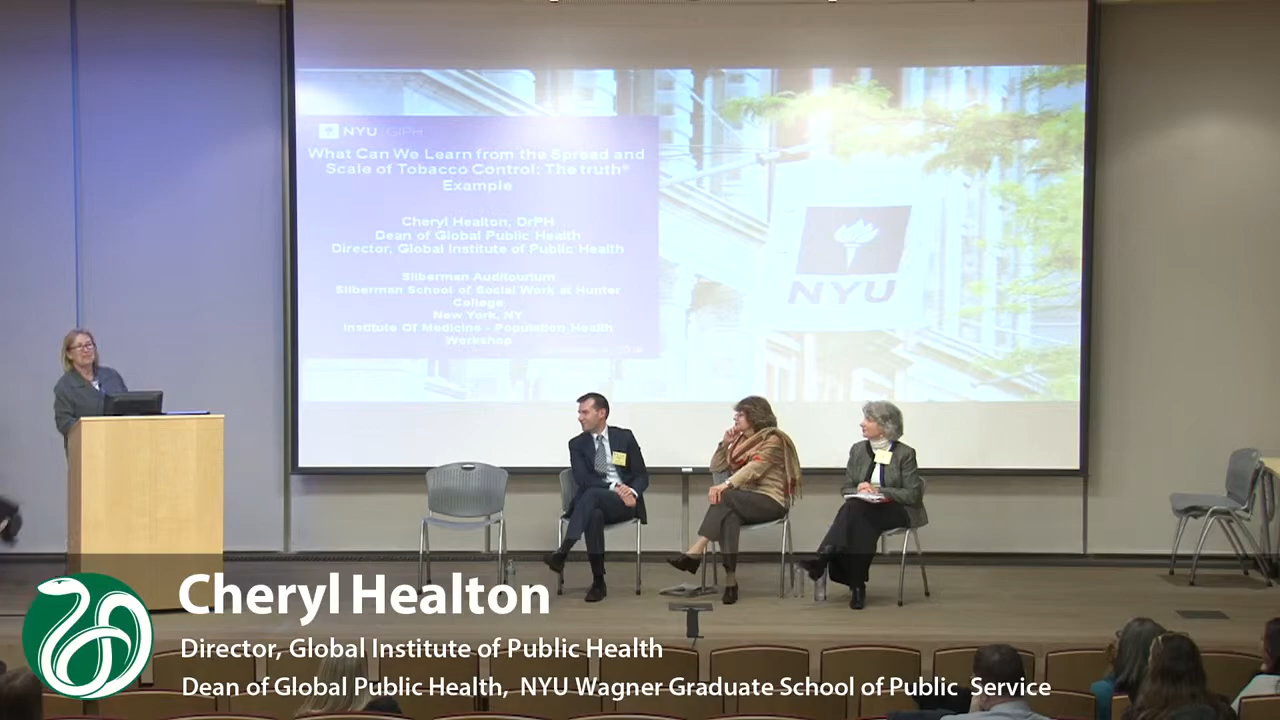 NYU GIPH
What Can We Learn from the Spread and
Scale of Tobacco Control: The truth®
Example
Cheryl Healton, DrPH
Dean of Global Public Health
Director, Global Institute of Public Health
Silberman Auditourium
Silberman School of Social Work at Hunter
College
New York, NY
Institute Of Medicine - Population Health
Workshop
NYU
Cheryl Healton
Director, Global Institute of Public Health
Dean of Global Public Health, NYU Wagner Graduate School of Public Service